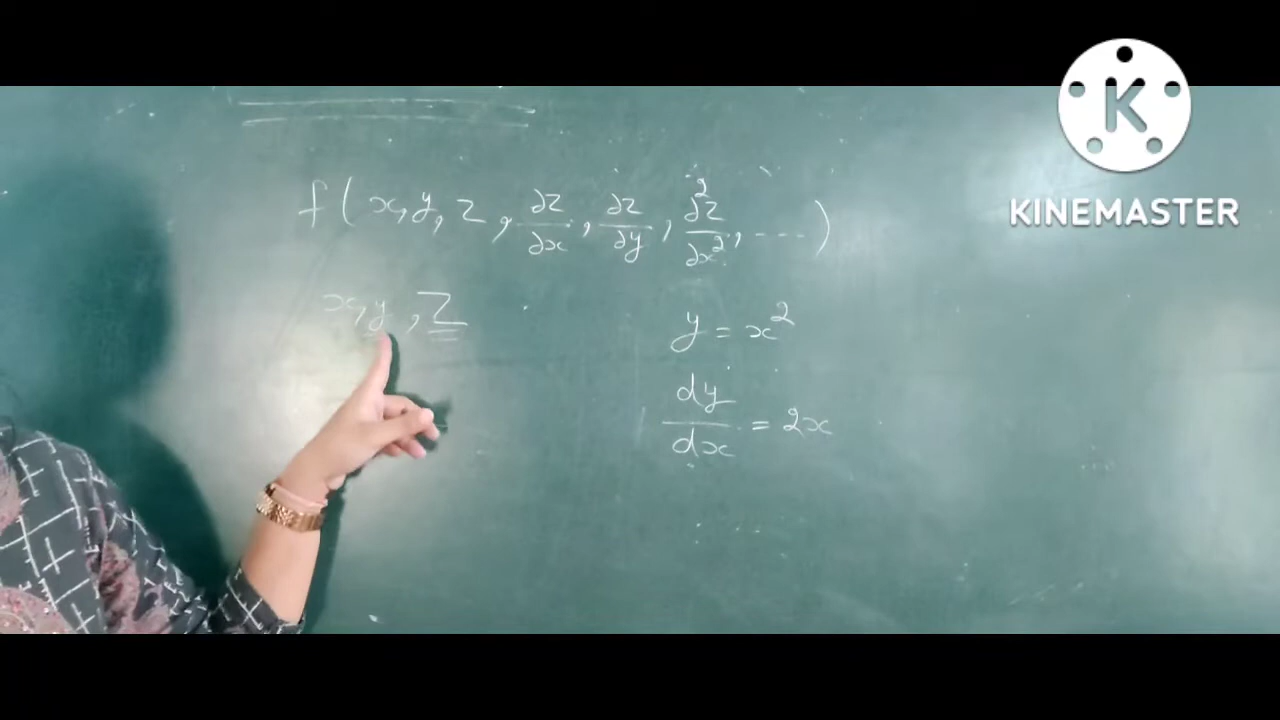 f(x, y, z, ∂z/∂x, ∂z/∂y, ∂²z/∂x², ----)
x, y, z
y = x²
dy/dx = 2x
K
KINEMASTER